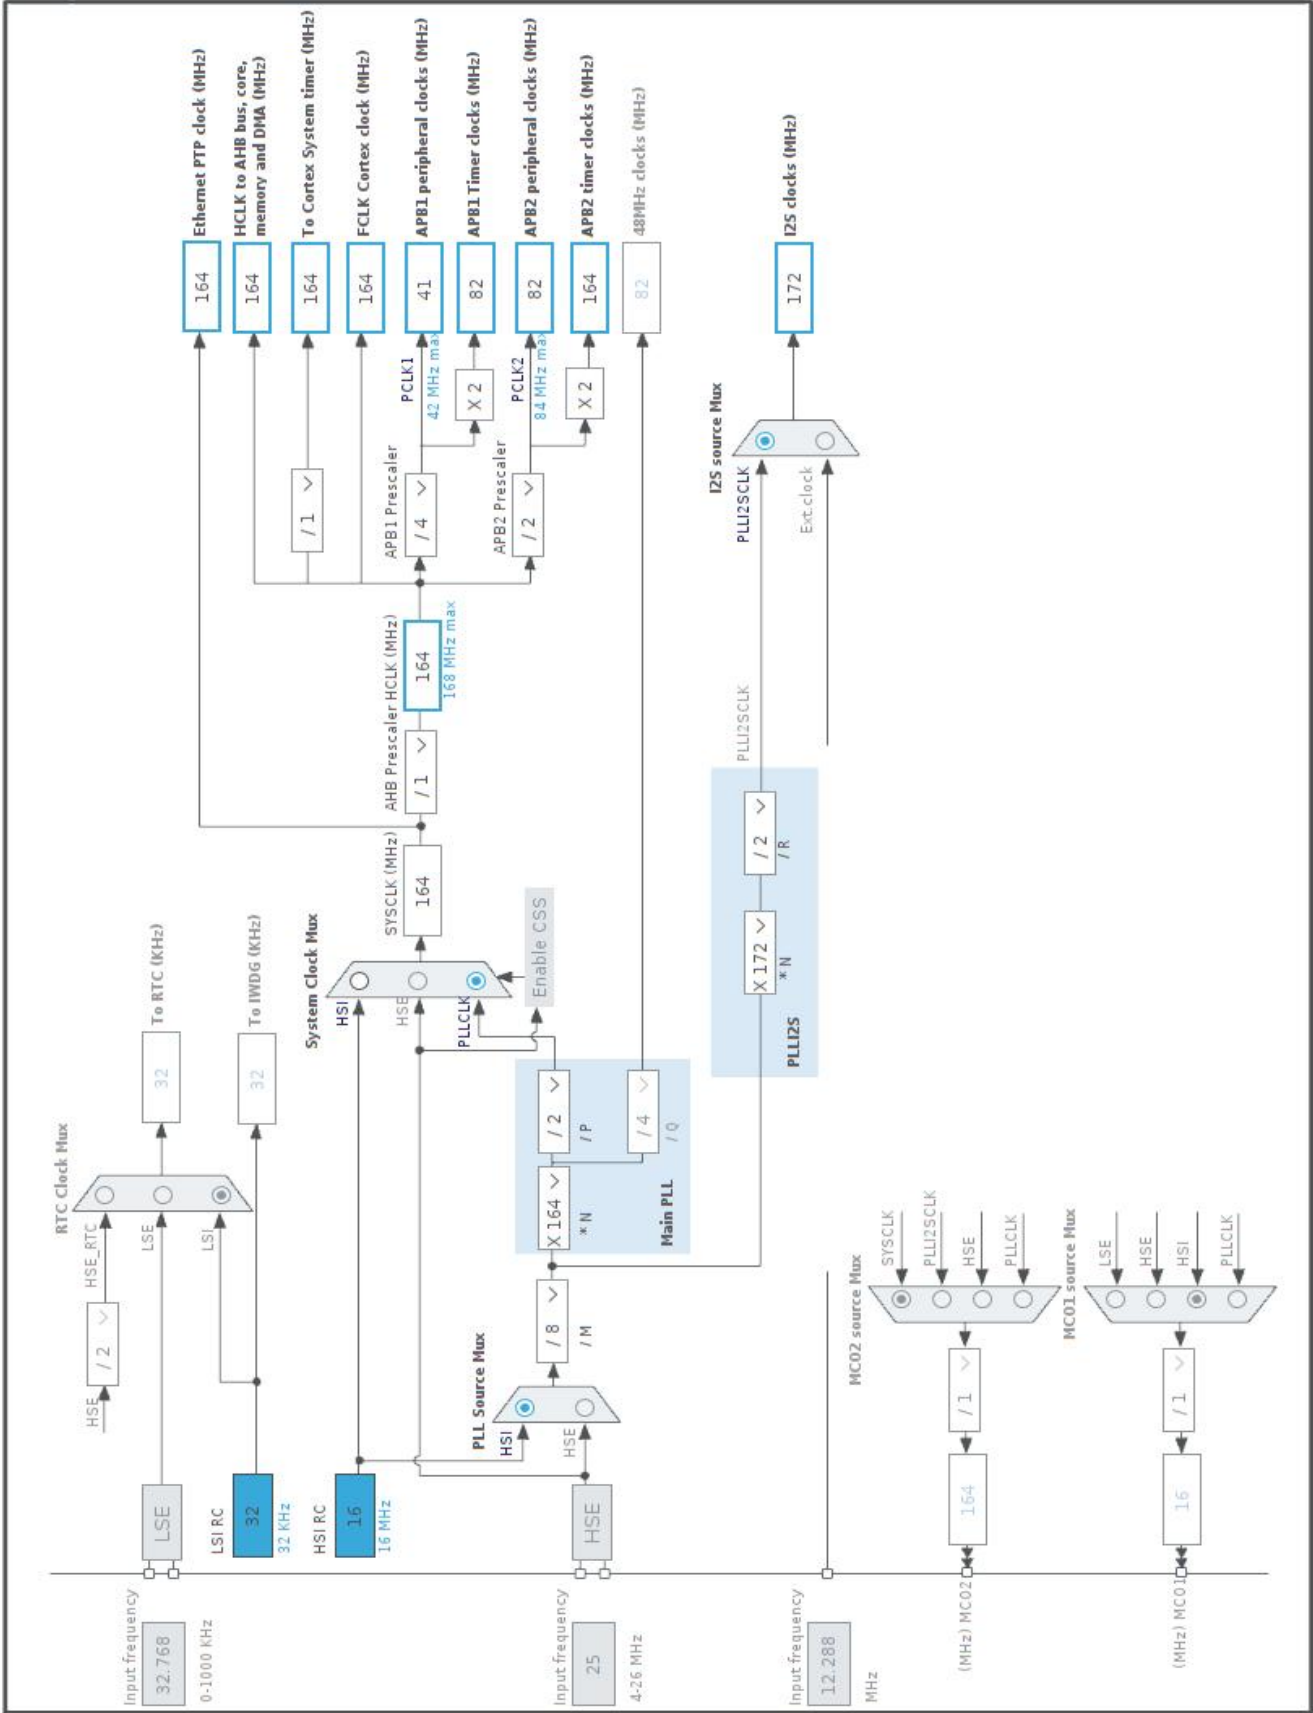 Input frequency
32.768
0-1000 KHz
LSE
HSE
/ 2
HSE_RTC
LSE
LSI
RTC Clock Mux
32
To RTC (KHz)
LSI RC
32
32 KHz
32
To IWDG (KHz)
HSI RC
16
16 MHz
Input frequency
25
4-26 MHz
HSE
PLL Source Mux
HSI
HSE
/ 8
/ M
X 164
* N
/ 2
/ P
/ 4
/ Q
Main PLL
System Clock Mux
HSI
HSE
PLLCLK
Enable CSS
SYSCLK (MHz)
164
AHB Prescaler
/ 1
HCLK (MHz)
164
168 MHz max
/ 1
APB1 Prescaler
/ 4
PCLK1
42 MHz max
X 2
APB2 Prescaler
/ 2
PCLK2
84 MHz max
X 2
164
Ethernet PTP clock (MHz)
164
HCLK to AHB bus, core,
memory and DMA (MHz)
164
To Cortex System timer (MHz)
164
FCLK Cortex clock (MHz)
41
APB1 peripheral clocks (MHz)
82
APB1 Timer clocks (MHz)
82
APB2 peripheral clocks (MHz)
164
APB2 timer clocks (MHz)
82
48MHz clocks (MHz)
PLLI2S
X 172
* N
/ 2
/ R
PLLI2SCLK
PLLI2SCLK
Ext.clock
I2S source Mux
172
I2S clocks (MHz)
Input frequency
12.288
MHz
MCO2 source Mux
SYSCLK
PLLI2SCLK
HSE
PLLCLK
/ 1
164
(MHz) MCO2
MCO1 source Mux
LSE
HSE
HSI
PLLCLK
/ 1
16
(MHz) MCO1